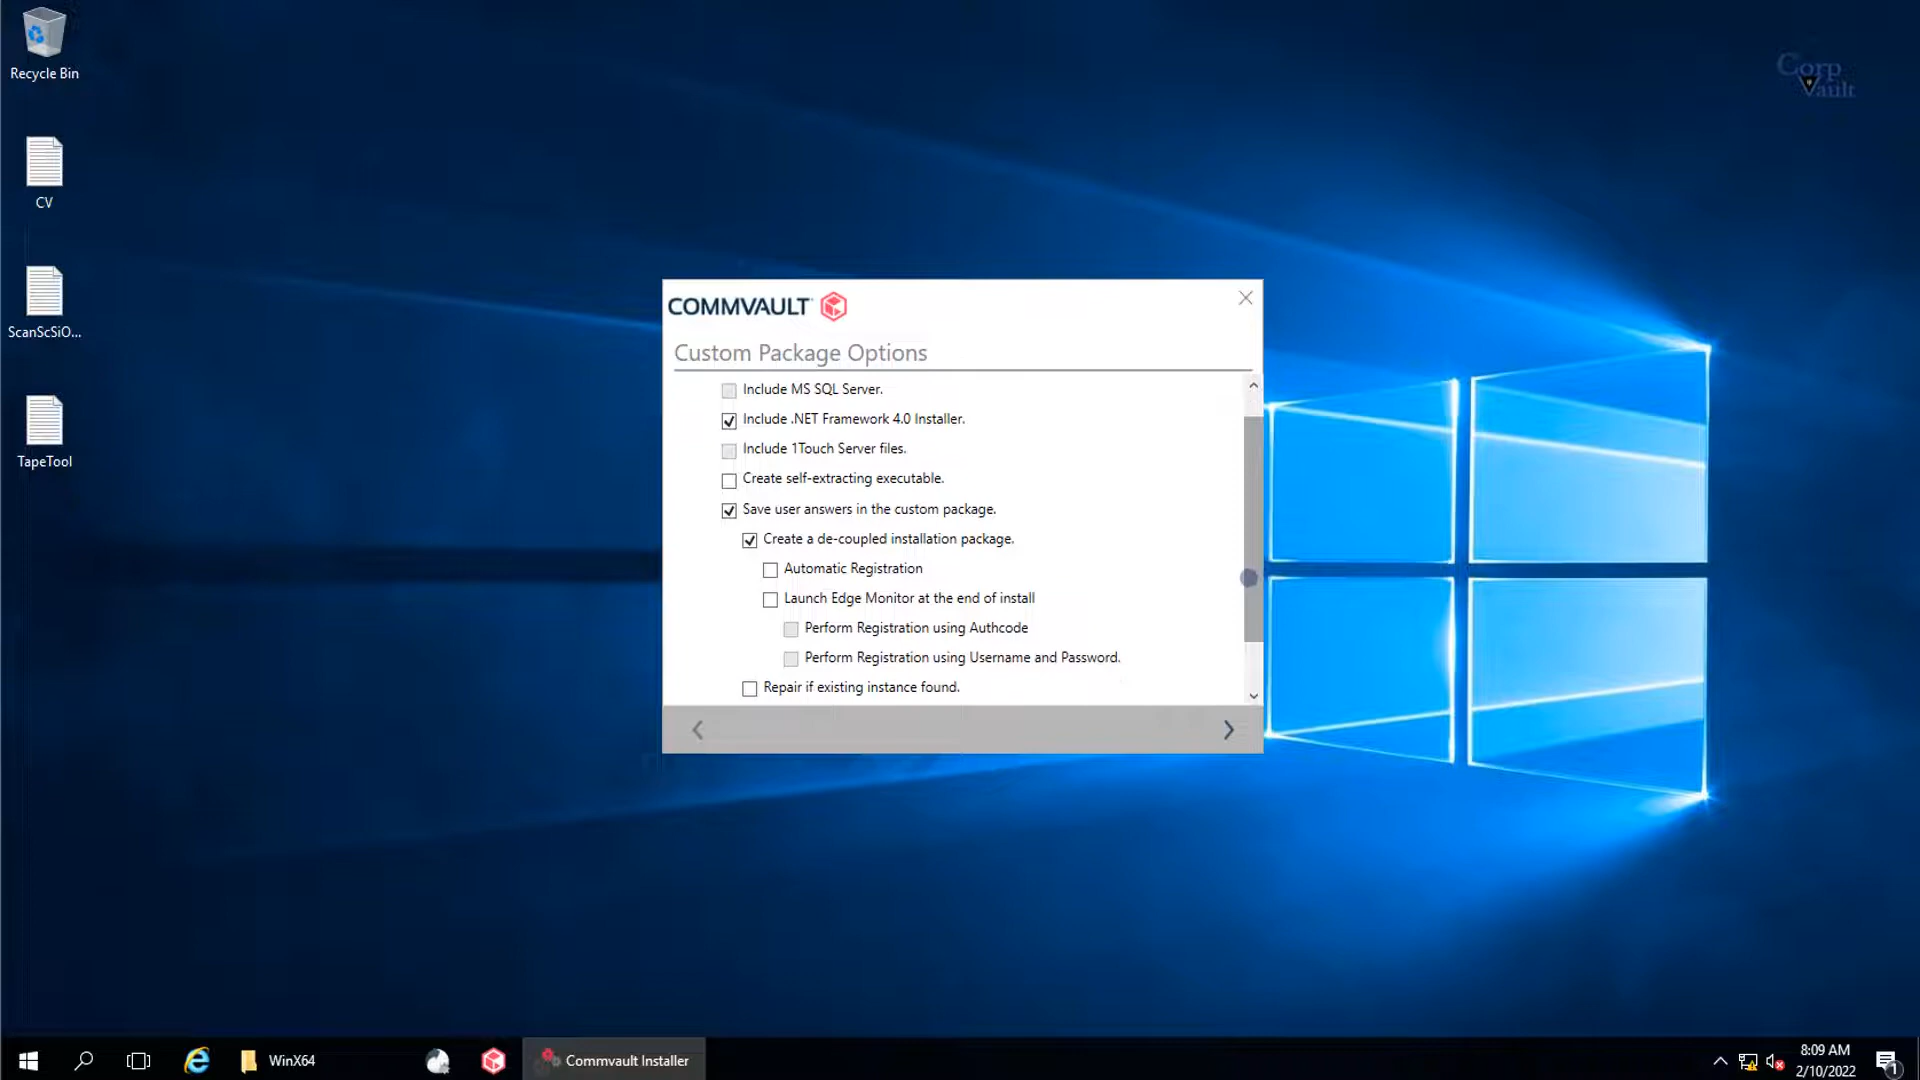 Recycle Bin
Corp
Vault
CV
ScanScSiO...
TapeTool
COMMVAULT
Custom Package Options
Include MS SQL Server.
Include .NET Framework 4.0 Installer.
Include 1Touch Server files.
Create self-extracting executable.
Save user answers in the custom package.
Create a de-coupled installation package.
Automatic Registration
Launch Edge Monitor at the end of install
Perform Registration using Authcode
Perform Registration using Username and Password.
Repair if existing instance found.
WinX64
Commvault Installer
8:09 AM
2/10/2022
1